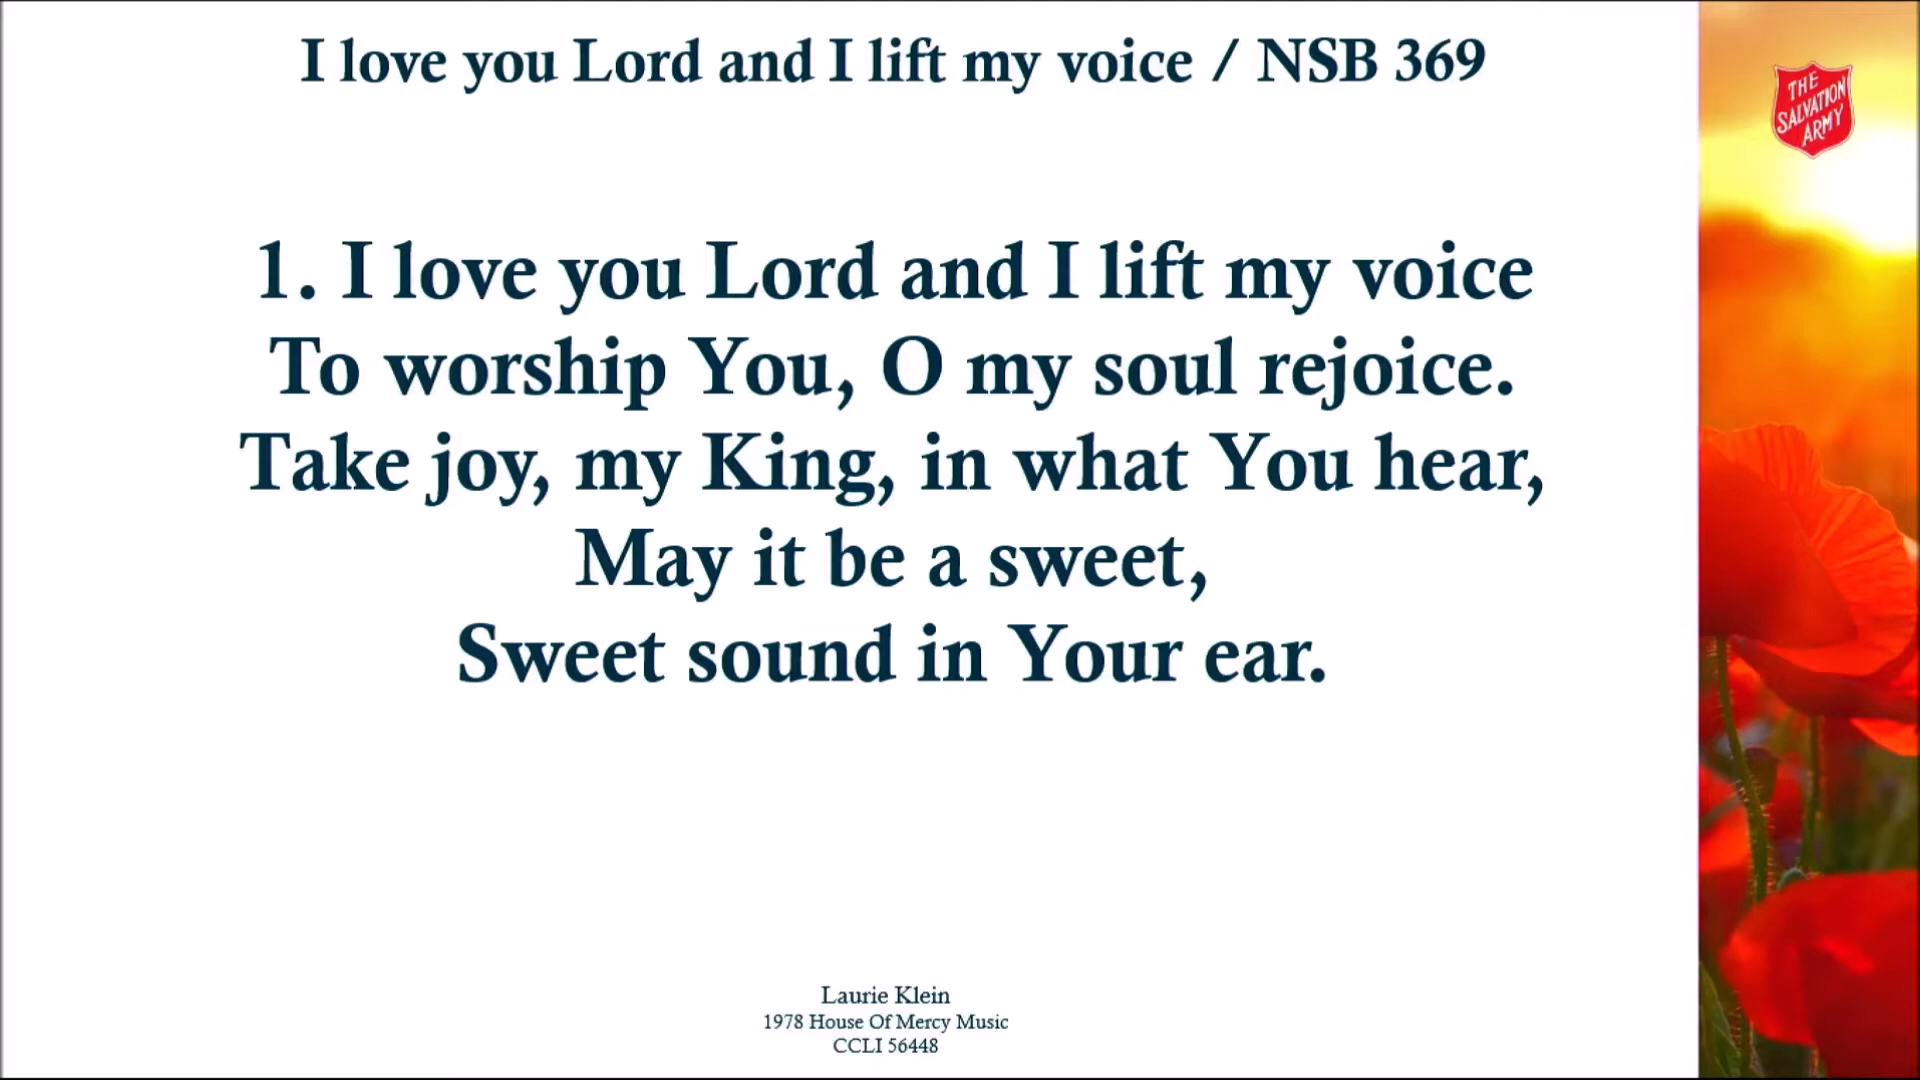 I love you Lord and I lift my voice / NSB 369
THE
SALVATION
ARMY
1. I love you Lord and I lift my voice
To worship You, O my soul rejoice.
Take joy, my King, in what You hear,
May it be a sweet,
Sweet sound in Your ear.
Laurie Klein
1978 House Of Mercy Music
CCLI 56448